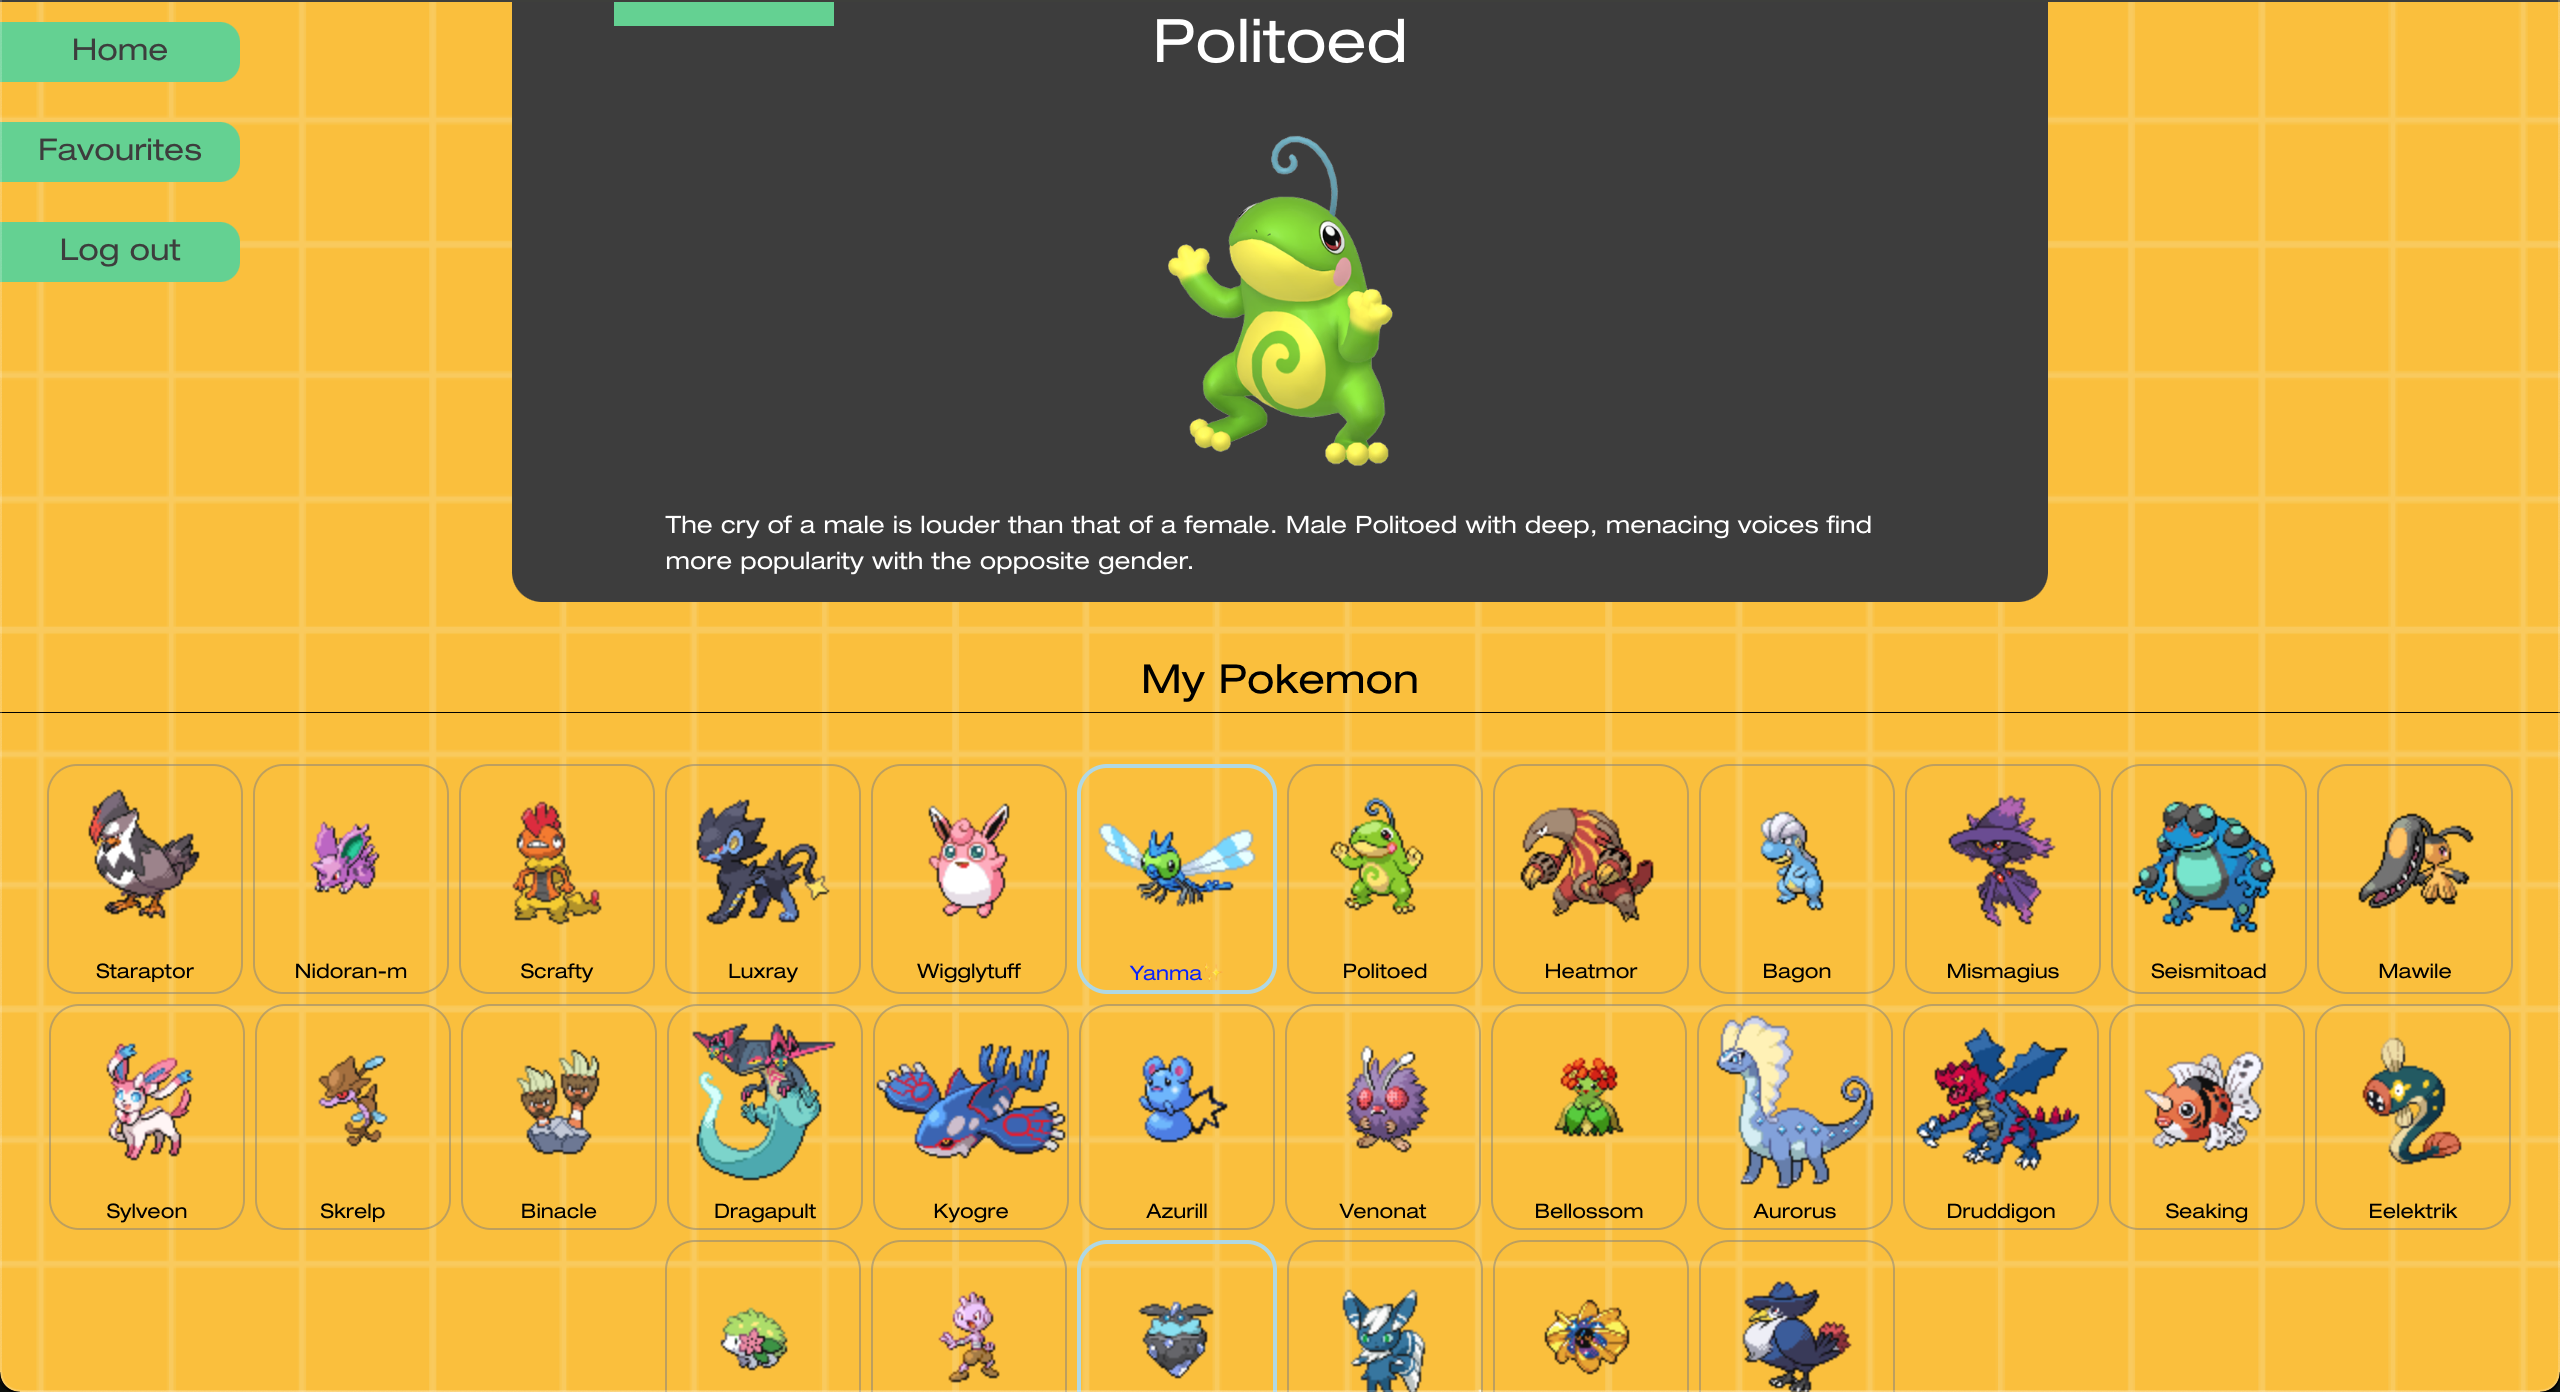 Home
Favourites
Log out
Politoed
The cry of a male is louder than that of a female. Male Politoed with deep, menacing voices find
more popularity with the opposite gender.
My Pokemon
Staraptor
Nidoran-m
Scrafty
Luxray
Wigglytuff
Yanma✨
Politoed
Heatmor
Bagon
Mismagius
Seismitoad
Mawile
Sylveon
Skrelp
Binacle
Dragapult
Kyogre
Azurill
Venonat
Bellossom
Aurorus
Druddigon
Seaking
Eelektrik